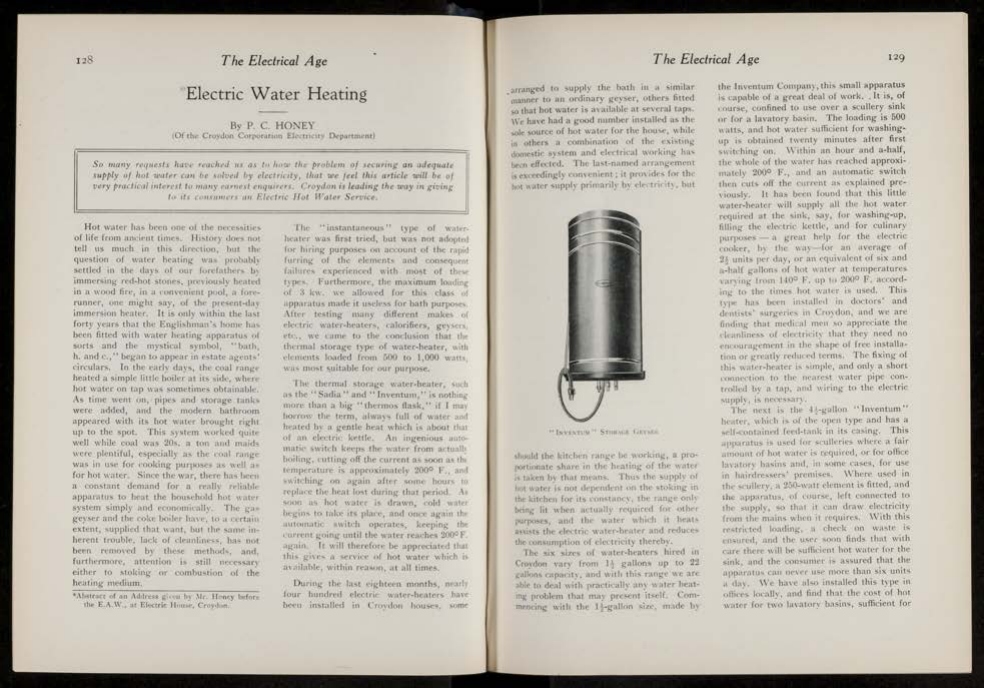 128
The Electrical Age
Electric Water Heating
By P. C. HONEY
(Of the Croydon Corporation Electricity Department)
So many requests have reached us as to how the problem of securing an adequate
supply of hot water can be solved by electricity, that we feel this article will be of
very practical interest to many earnest enquirers. Croydon is leading the way in giving
to its consumers an Electric Hot Water Service.
Hot water has been one of the necessities
of life from ancient times. History does not
tell us much in this direction, but the
question of water heating was probably
settled in the days of our forefathers by
immersing red-hot stones, previously heated
in a wood fire, in a convenient pool, a fore-
runner, one might say, of the present-day
immersion heater. It is only within the last
forty years that the Englishman's home has
been fitted with water heating apparatus of
sorts and the mystical symbol, "bath,
h. and c.," began to appear in estate agents'
circulars. In the early days, the coal range
heated a simple little boiler at its side, where
hot water on tap was sometimes obtainable.
As time went on, pipes and storage tanks
were added, and the modern bathroom
appeared with its hot water brought right
up to the spot. This system worked quite
well while coal was 20s. a ton and maids
were plentiful, especially as the coal range
was in use for cooking purposes as well as
for hot water. Since the war, there has been
a constant demand for a really reliable
apparatus to heat the household hot water
system simply and economically. The gas
geyser and the coke boiler have, to a certain
extent, supplied that want, but the same in-
herent trouble, lack of cleanliness, has not
been removed by these methods, and,
furthermore, attention is still necessary
either to stoking or combustion of the
heating medium.
*Abstract of an Address given by Mr. Honey before
the E.A.W., at Electric House, Croydon.
The "instantaneous" type of water-
heater was first tried, but was not adopted
for hiring purposes on account of the rapid
furring of the elements and consequent
failures experienced with most of these
types. Furthermore, the maximum loading
of 3 kw. we allowed for this class of
apparatus made it useless for bath purposes.
After testing many different makes of
electric water-heaters, calorifiers, geysers,
etc., we came to the conclusion that the
thermal storage type of water-heater, with
elements loaded from 500 to 1,000 watts,
was most suitable for our purpose.
The thermal storage water-heater, such
as the "Sadia" and "Inventum," is nothing
more than a big "thermos flask," if I may
borrow the term, always full of water and
heated by a gentle heat which is about that
of an electric kettle. An ingenious auto-
matic switch keeps the water from actually
boiling, cutting off the current as soon as the
temperature is approximately 200° F., and
switching on again after some hours to
replace the heat lost during that period. As
soon as hot water is drawn, cold water
begins to take its place, and once again the
automatic switch operates, keeping the
current going until the water reaches 200° F.
again. It will therefore be appreciated that
this gives a service of hot water which is
available, within reason, at all times.
During the last eighteen months, nearly
four hundred electric water-heaters have
been installed in Croydon houses, some
The Electrical Age
129
arranged to supply the bath in a similar
manner to an ordinary geyser, others fitted
so that hot water is available at several taps.
We have had a good number installed as the
sole source of hot water for the house, while
in others a combination of the existing
domestic system and electrical working has
been effected. The last-named arrangement
is exceedingly convenient; it provides for the
hot water supply primarily by electricity, but
"INVENTUM" STORAGE GEYSER
should the kitchen range be working, a pro-
portionate share in the heating of the water
is taken by that means. Thus the supply of
hot water is not dependent on the stoking in
the kitchen for its constancy, the range only
being lit when actually required for other
purposes, and the water which it heats
assists the electric water-heater and reduces
the consumption of electricity thereby.
The six sizes of water-heaters hired in
Croydon vary from 1½ gallons up to 22
gallons capacity, and with this range we are
able to deal with practically any water heat-
ing problem that may present itself. Com-
mencing with the 1½-gallon size, made by
the Inventum Company, this small apparatus
is capable of a great deal of work. It is, of
course, confined to use over a scullery sink
or for a lavatory basin. The loading is 500
watts, and hot water sufficient for washing-
up is obtained twenty minutes after first
switching on. Within an hour and a-half,
the whole of the water has reached approxi-
mately 200° F., and an automatic switch
then cuts off the current as explained pre-
viously. It has been found that this little
water-heater will supply all the hot water
required at the sink, say, for washing-up,
filling the electric kettle, and for culinary
purposes — a great help for the electric
cooker, by the way—for an average of
2½ units per day, or an equivalent of six and
a-half gallons of hot water at temperatures
varying from 140° F. up to 200° F. accord-
ing to the times hot water is used. This
type has been installed in doctors' and
dentists' surgeries in Croydon, and we are
finding that medical men so appreciate the
cleanliness of electricity that they need no
encouragement in the shape of free installa-
tion or greatly reduced terms. The fixing of
this water-heater is simple, and only a short
connection to the nearest water pipe con-
trolled by a tap, and wiring to the electric
supply, is necessary.
The next is the 4½-gallon "Inventum"
heater, which is of the open type and has a
self-contained feed-tank in its casing. This
apparatus is used for sculleries where a fair
amount of hot water is required, or for office
lavatory basins and, in some cases, for use
in hairdressers' premises. Where used in
the scullery, a 250-watt element is fitted, and
the apparatus, of course, left connected to
the supply, so that it can draw electricity
from the mains when it requires. With this
restricted loading, a check on waste is
ensured, and the user soon finds that with
care there will be sufficient hot water for the
sink, and the consumer is assured that the
apparatus can never use more than six units
a day. We have also installed this type in
offices locally, and find that the cost of hot
water for two lavatory basins, sufficient for